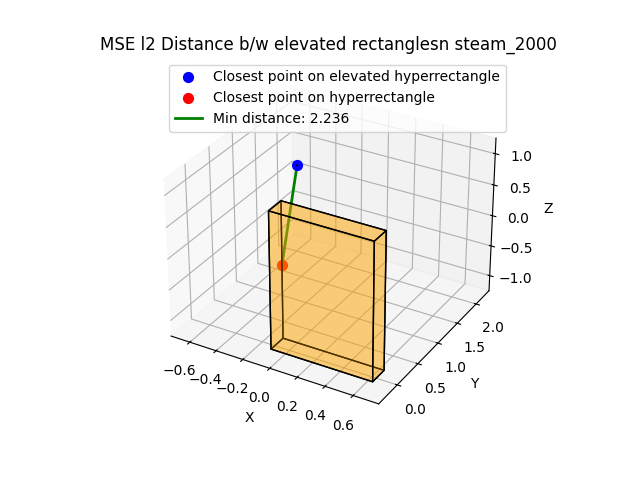 MSE l2 Distance b/w elevated rectanglesn steam_2000
Closest point on elevated hyperrectangle
Closest point on hyperrectangle
Min distance: 2.236
1.0
0.5
0.0
−0.5
−1.0
Z
2.0
1.5
1.0
0.5
0.0
Y
−0.6
−0.4
−0.2
0.0
0.2
0.4
0.6
X